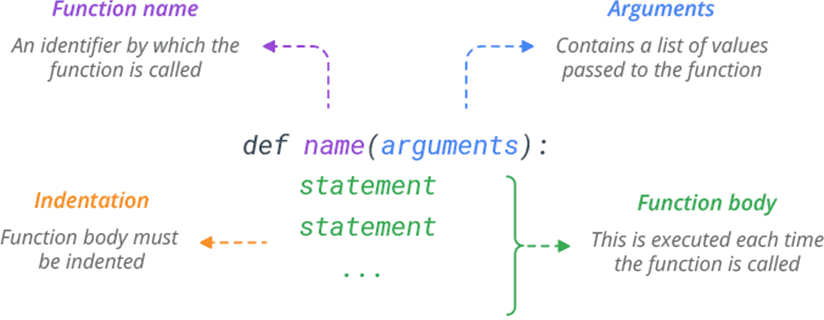 Function name
An identifier by which the
function is called
Arguments
Contains a list of values
passed to the function
def name(arguments):
statement
statement
...
Indentation
Function body must
be indented
Function body
This is executed each time
the function is called